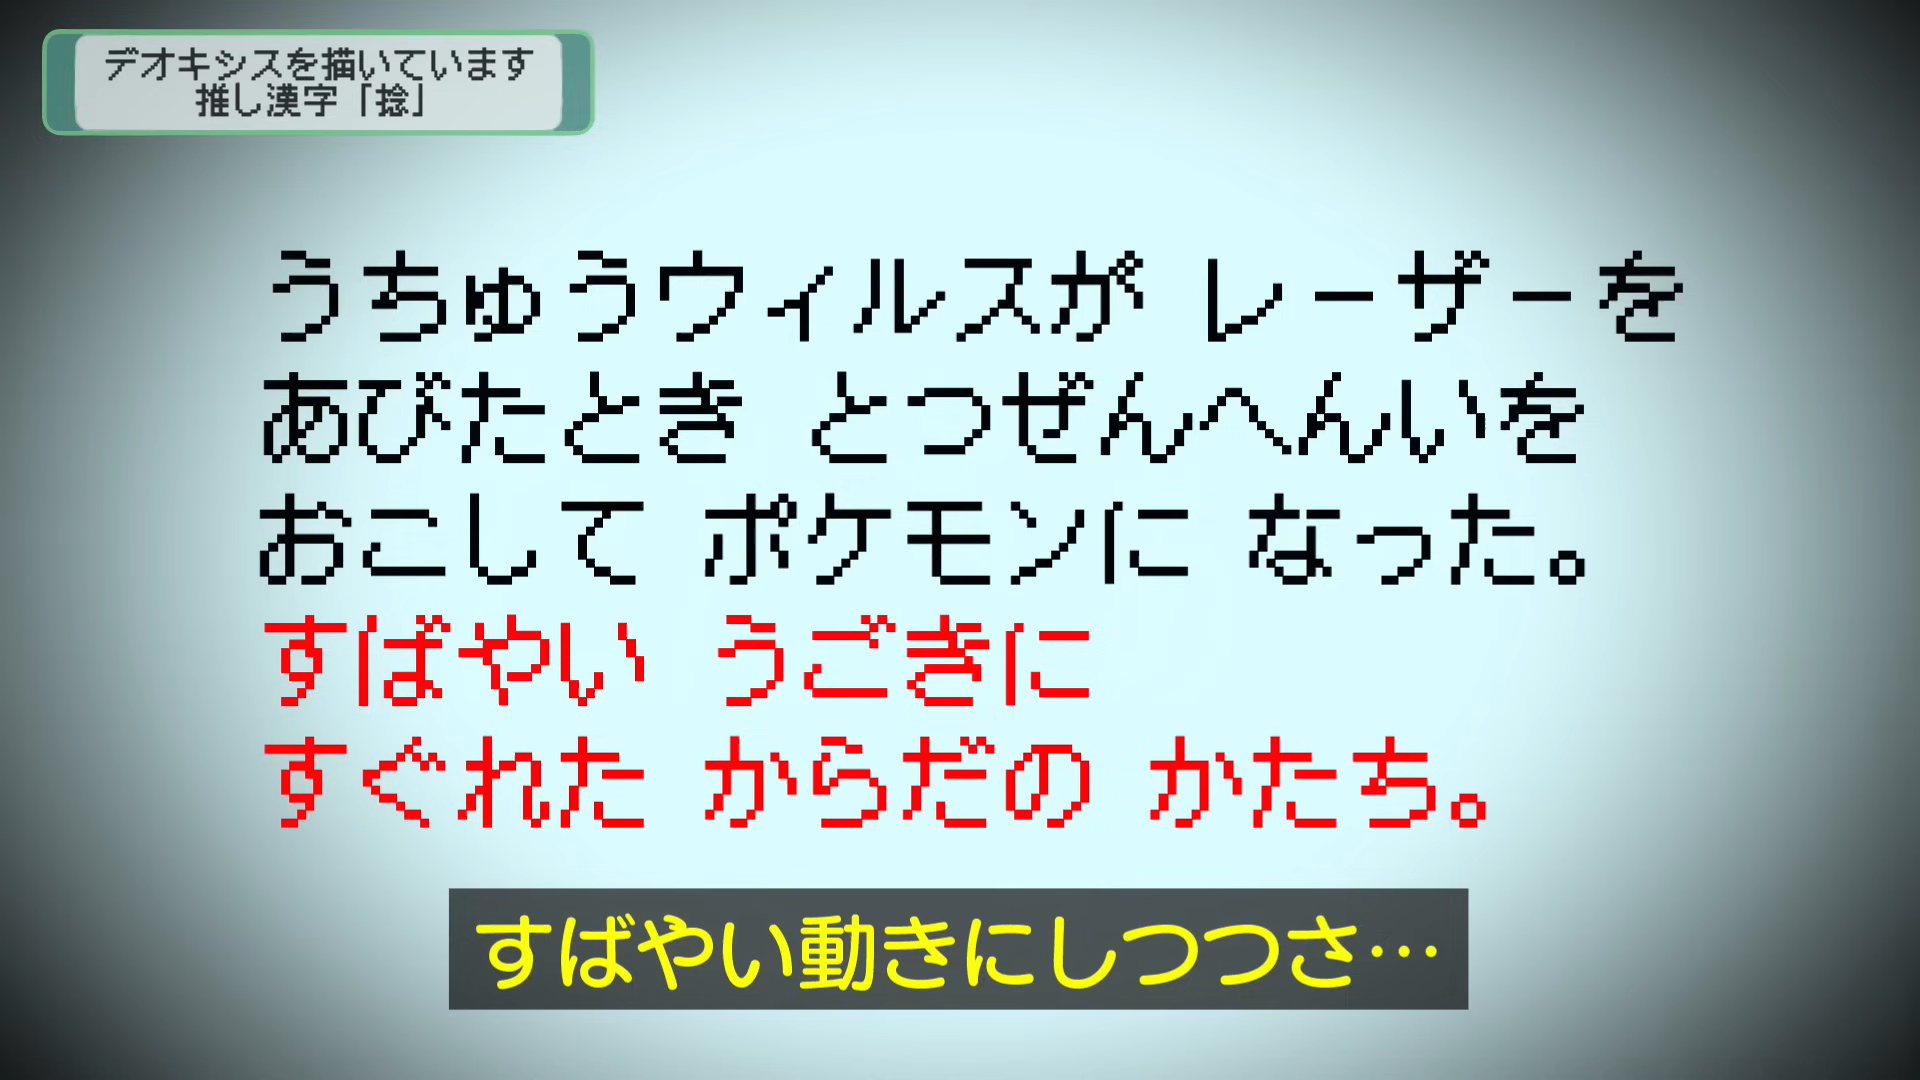 デオキシスを描いています
推し漢字「捻」
うちゅうウィルスが レーザーを
あびたとき とつぜんへんいを
おこして ポケモンに なった。
すばやい うごきに
すぐれた からだの かたち。
すばやい動きにしつつさ…